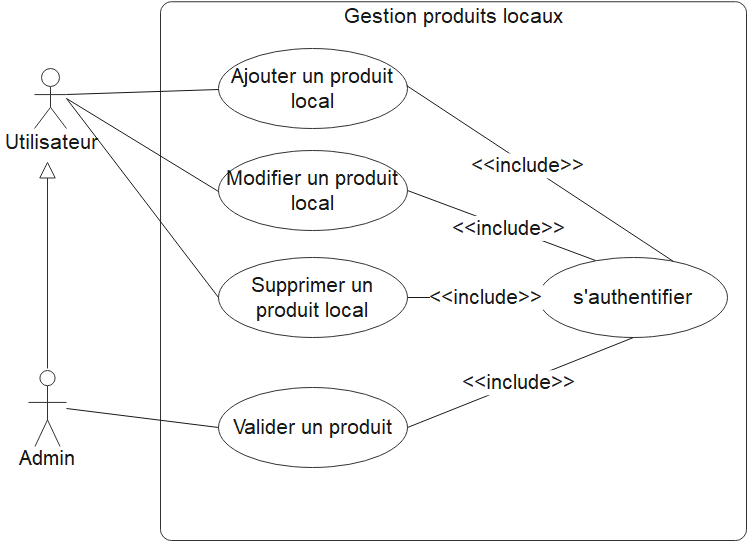 Gestion produits locaux
Ajouter un produit
local
Utilisateur
<<include>>
Modifier un produit
local
<<include>>
Supprimer un
produit local
<<include>>
s'authentifier
<<include>>
Valider un produit
Admin